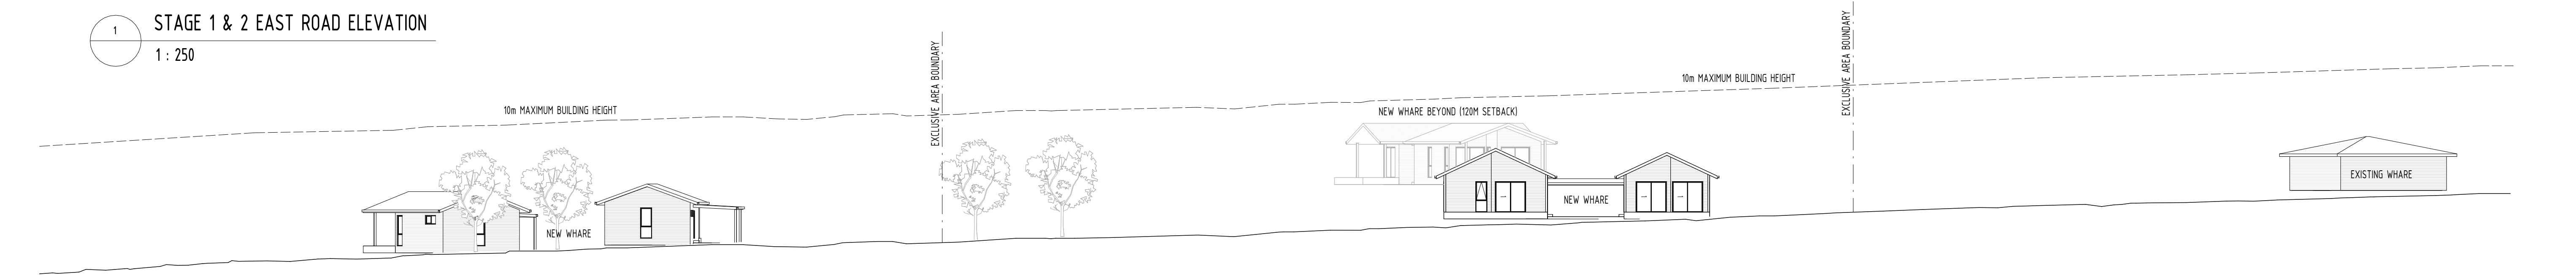 1
STAGE 1 & 2 EAST ROAD ELEVATION
1 : 250
10m MAXIMUM BUILDING HEIGHT
NEW WHARE
EXCLUSIVE AREA BOUNDARY
NEW WHARE BEYOND (120M SETBACK)
NEW WHARE
10m MAXIMUM BUILDING HEIGHT
EXCLUSIVE AREA BOUNDARY
EXISTING WHARE